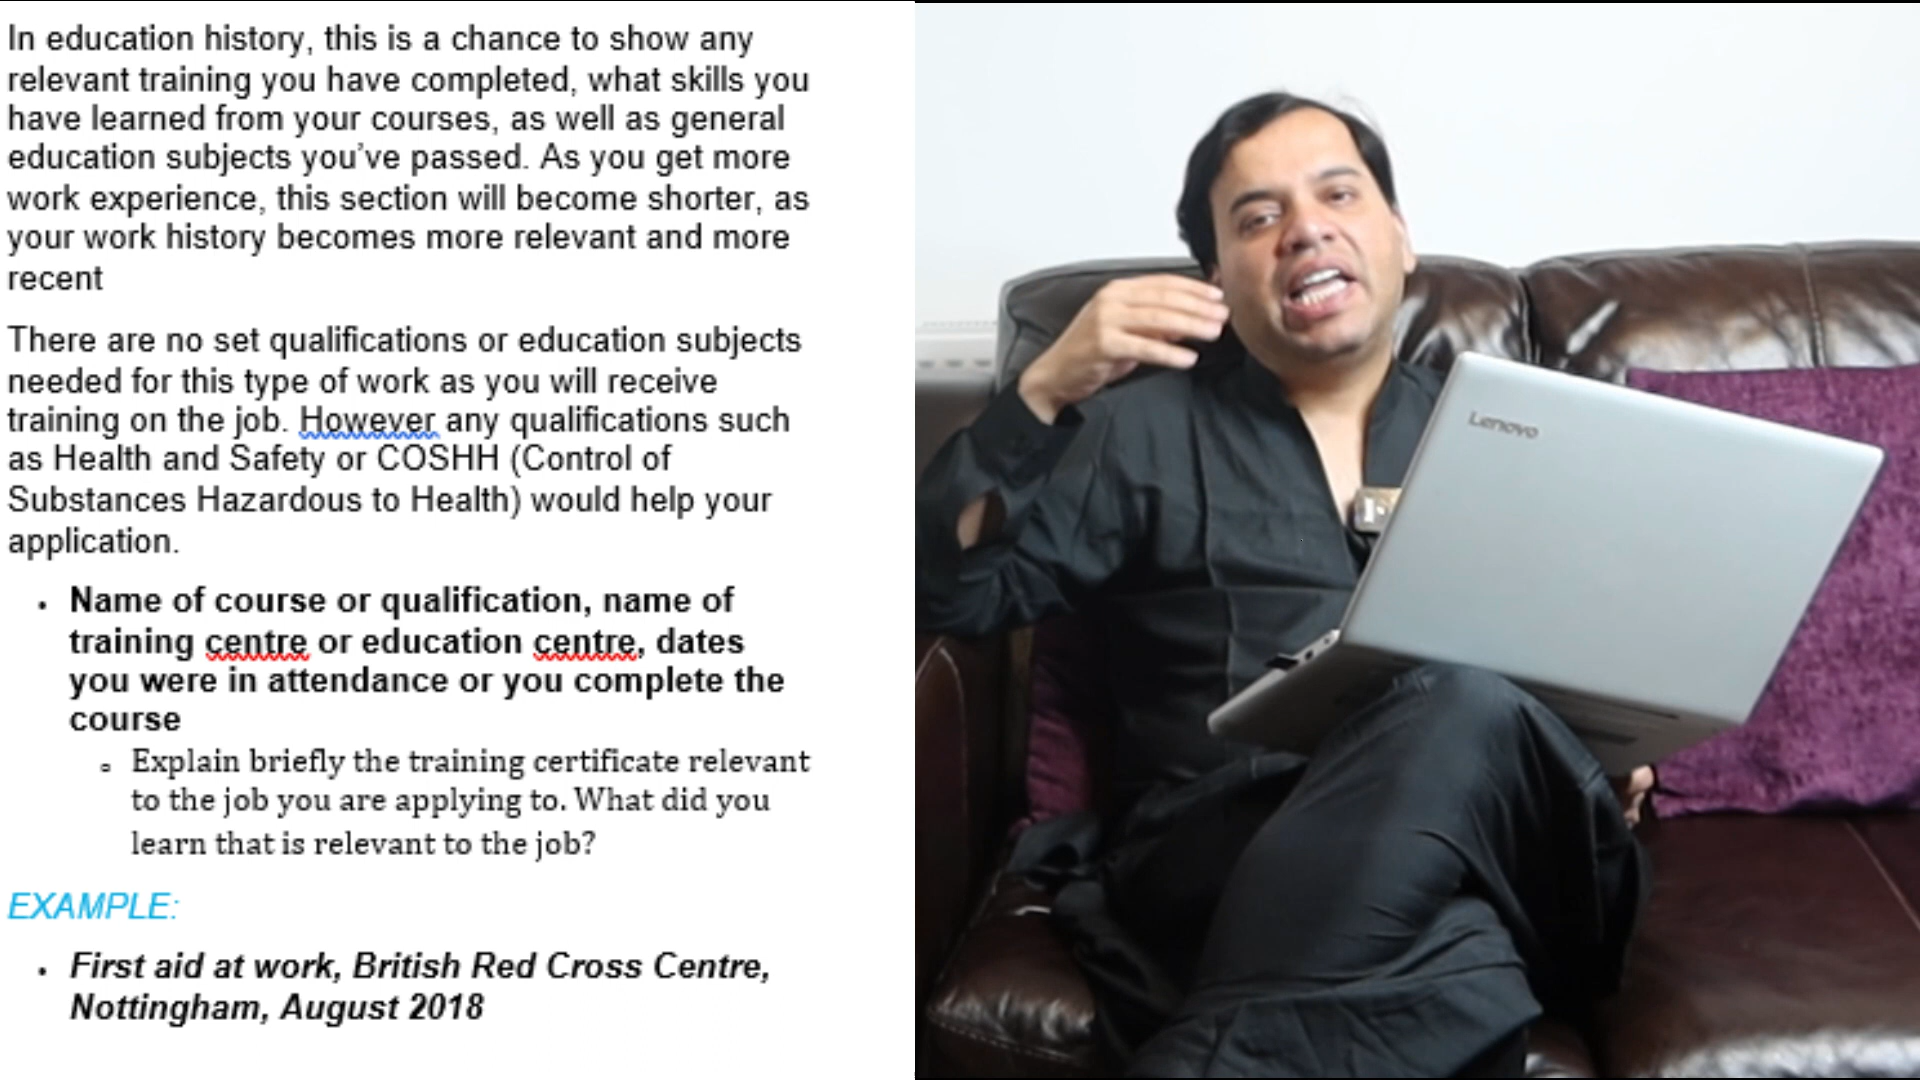 In education history, this is a chance to show any
relevant training you have completed, what skills you
have learned from your courses, as well as general
education subjects you've passed. As you get more
work experience, this section will become shorter, as
your work history becomes more relevant and more
recent
There are no set qualifications or education subjects
needed for this type of work as you will receive
training on the job. However any qualifications such
as Health and Safety or COSHH (Control of
Substances Hazardous to Health) would help your
application.
• Name of course or qualification, name of
training centre or education centre, dates
you were in attendance or you complete the
course
o Explain briefly the training certificate relevant
to the job you are applying to. What did you
learn that is relevant to the job?
EXAMPLE:
• First aid at work, British Red Cross Centre,
Nottingham, August 2018
Lenovo